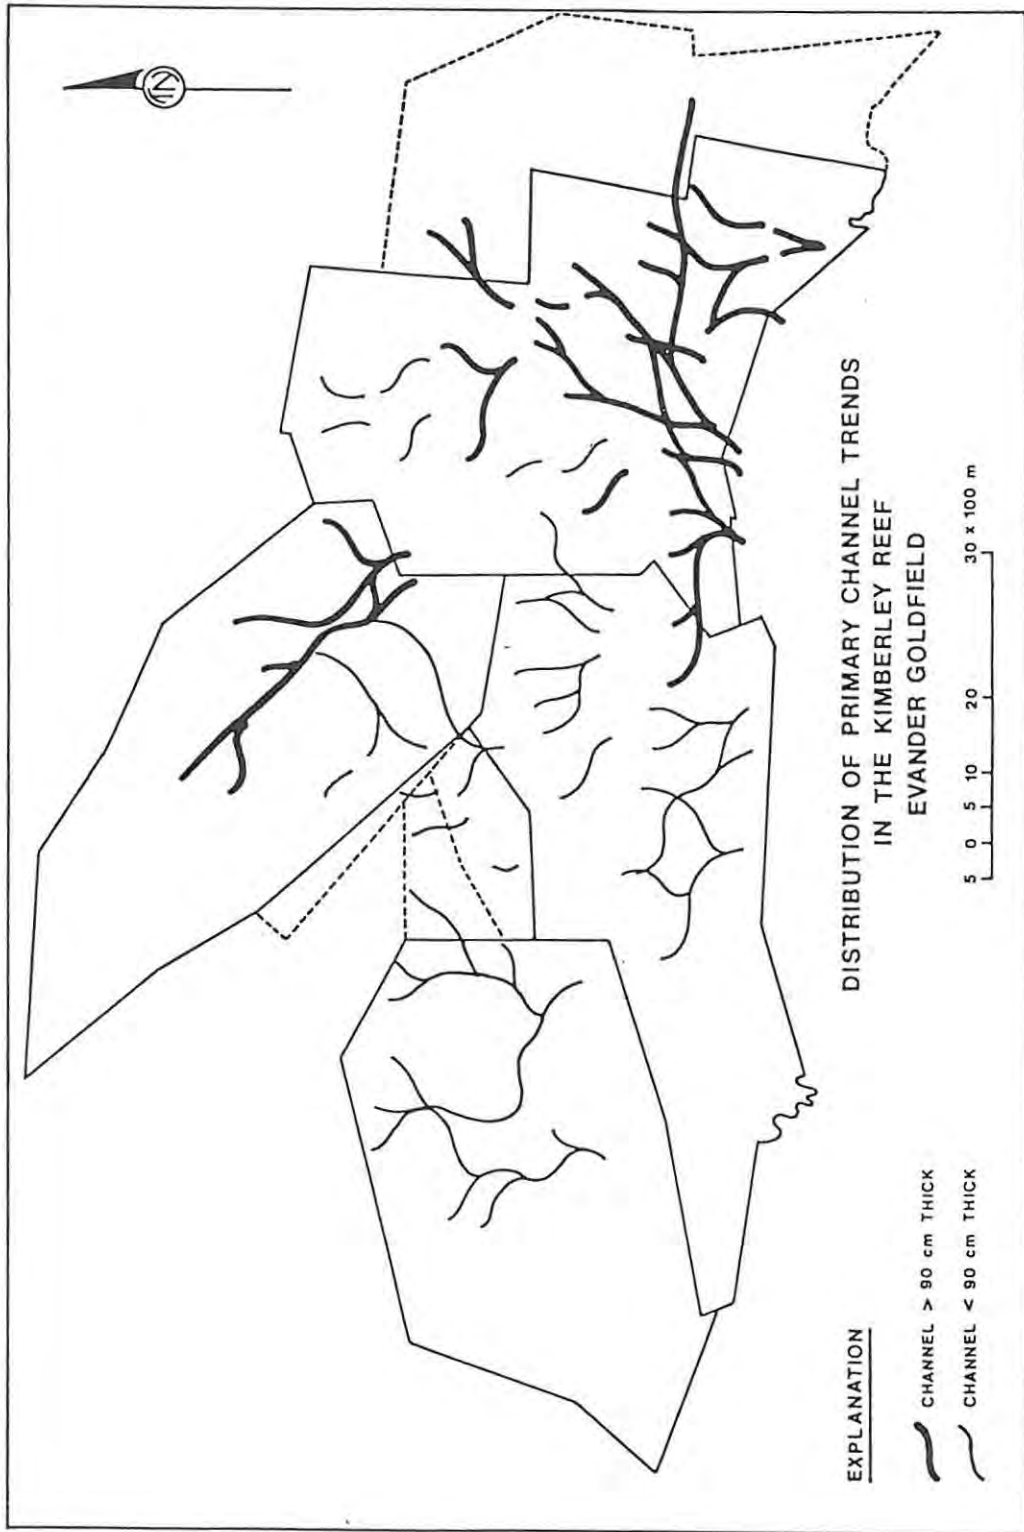 N
DISTRIBUTION OF PRIMARY CHANNEL TRENDS
IN THE KIMBERLEY REEF
EVANDER GOLDFIELD
5 0 5 10 20 30 x 100 m
EXPLANATION
CHANNEL > 90 cm THICK
CHANNEL < 90 cm THICK